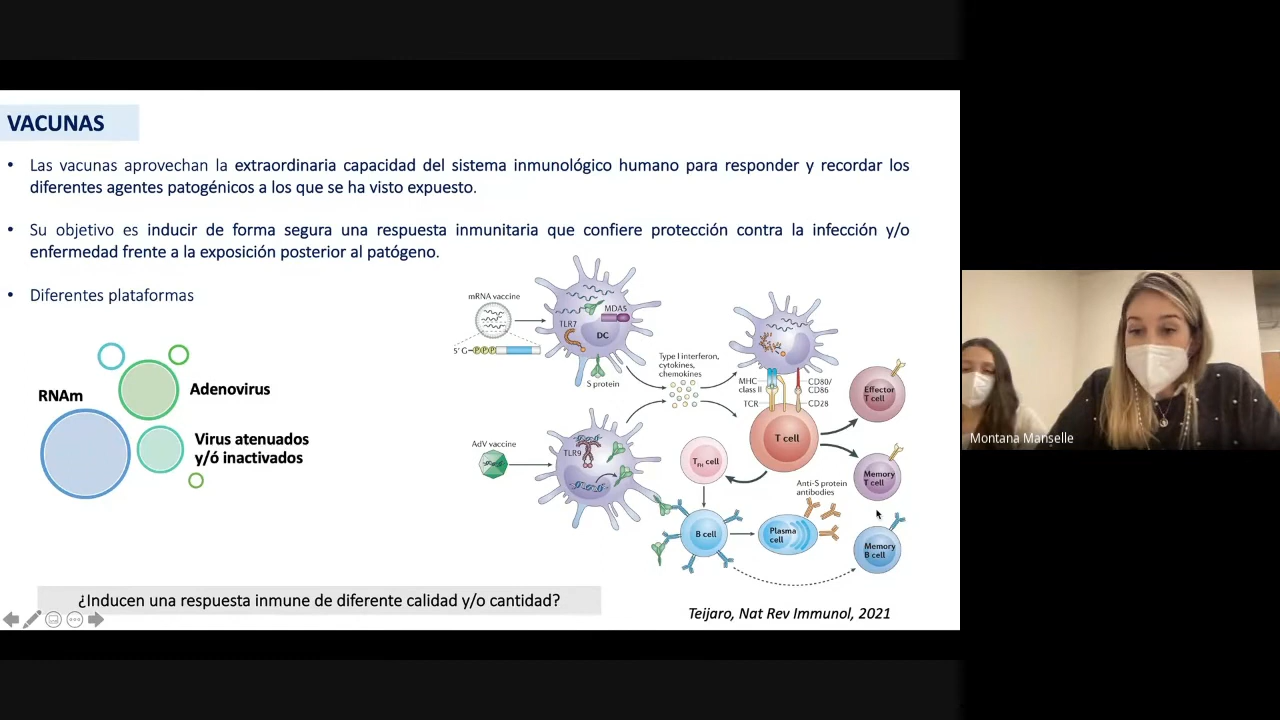 VACUNAS
• Las vacunas aprovechan la extraordinaria capacidad del sistema inmunológico humano para responder y recordar los
diferentes agentes patogénicos a los que se ha visto expuesto.
• Su objetivo es inducir de forma segura una respuesta inmunitaria que confiere protección contra la infección y/o
enfermedad frente a la exposición posterior al patógeno.
• Diferentes plataformas
RNAm
Adenovirus
Virus atenuados
y/ó inactivados
mRNA vaccine
5' G–PPP
TLR7
MDA5
DC
S protein
Type I interferon,
cytokines,
chemokines
MHC
class II
TCR
CD80/
CD86
CD28
T cell
Effector
T cell
Memory
T cell
AdV vaccine
TLR9
TFH cell
B cell
Plasma
cell
Anti-S protein
antibodies
Memory
B cell
¿Inducen una respuesta inmune de diferente calidad y/o cantidad?
Teijaro, Nat Rev Immunol, 2021
Montana Manselle